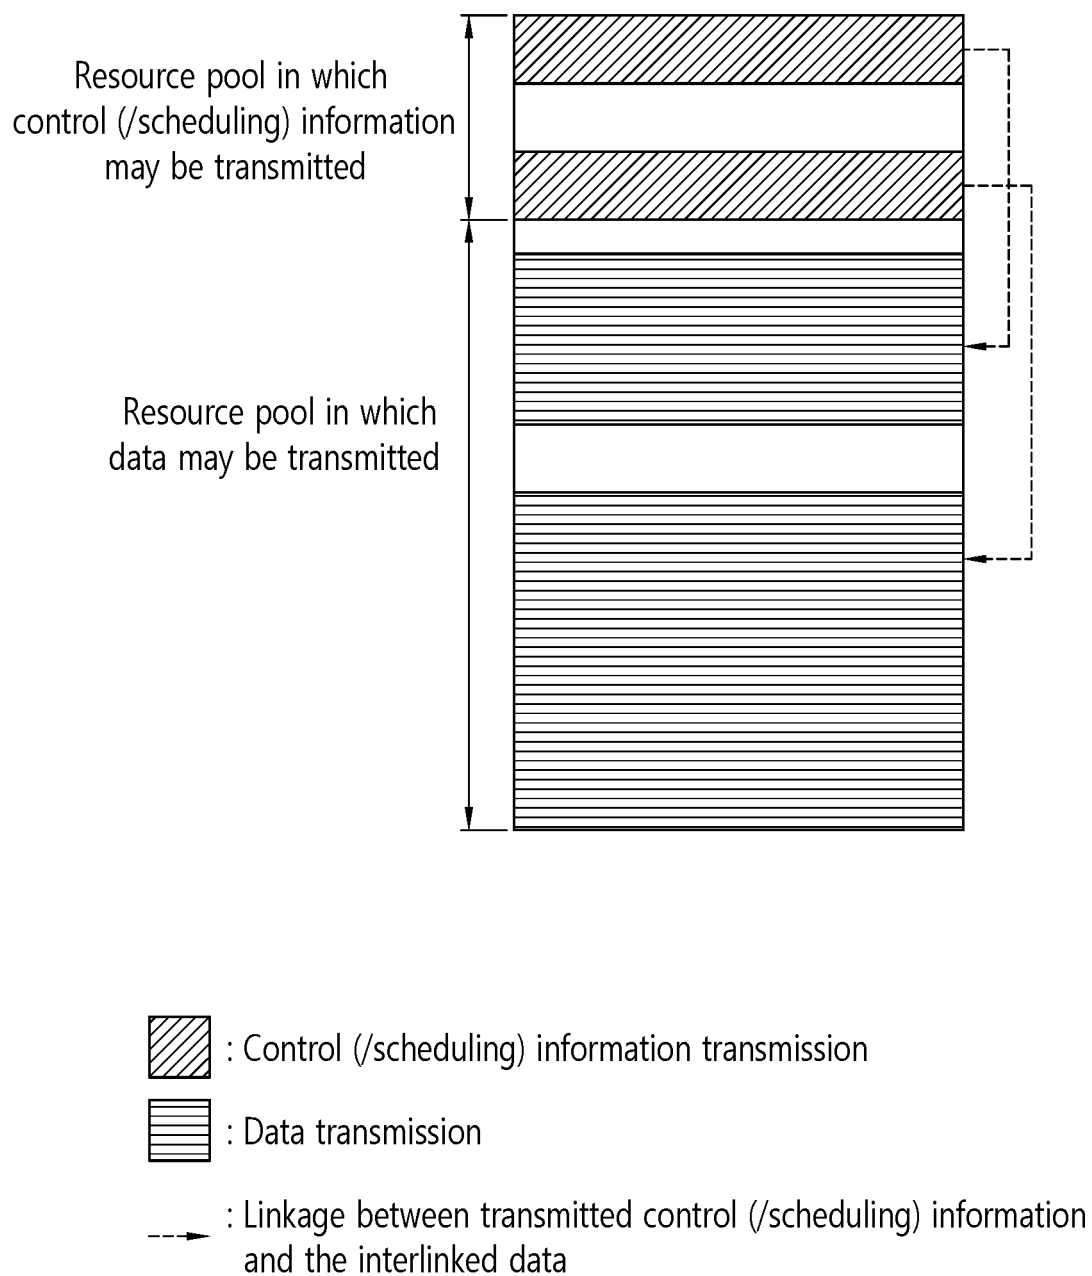 Resource pool in which
control (/scheduling) information
may be transmitted
Resource pool in which
data may be transmitted
: Control (/scheduling) information transmission
: Data transmission
: Linkage between transmitted control (/scheduling) information
and the interlinked data